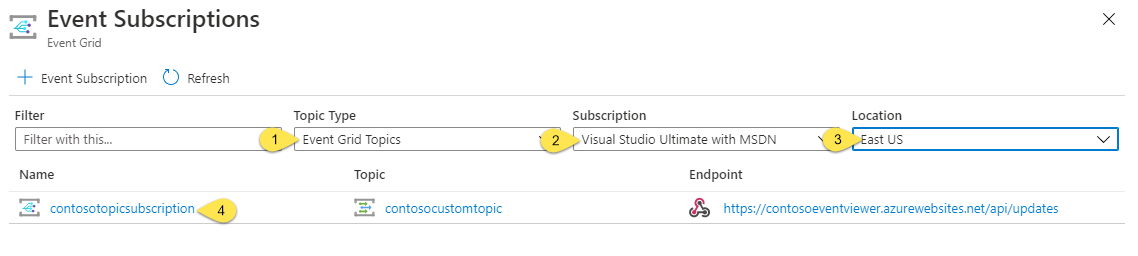 Event Subscriptions
Event Grid
Event Subscription Refresh
Filter Topic Type Subscription Location
Filter with this... 1 Event Grid Topics 2 Visual Studio Ultimate with MSDN 3 East US
Name Topic Endpoint
contosotopicsubscription 4 contosocustomtopic https://contosoeventviewer.azurewebsites.net/api/updates